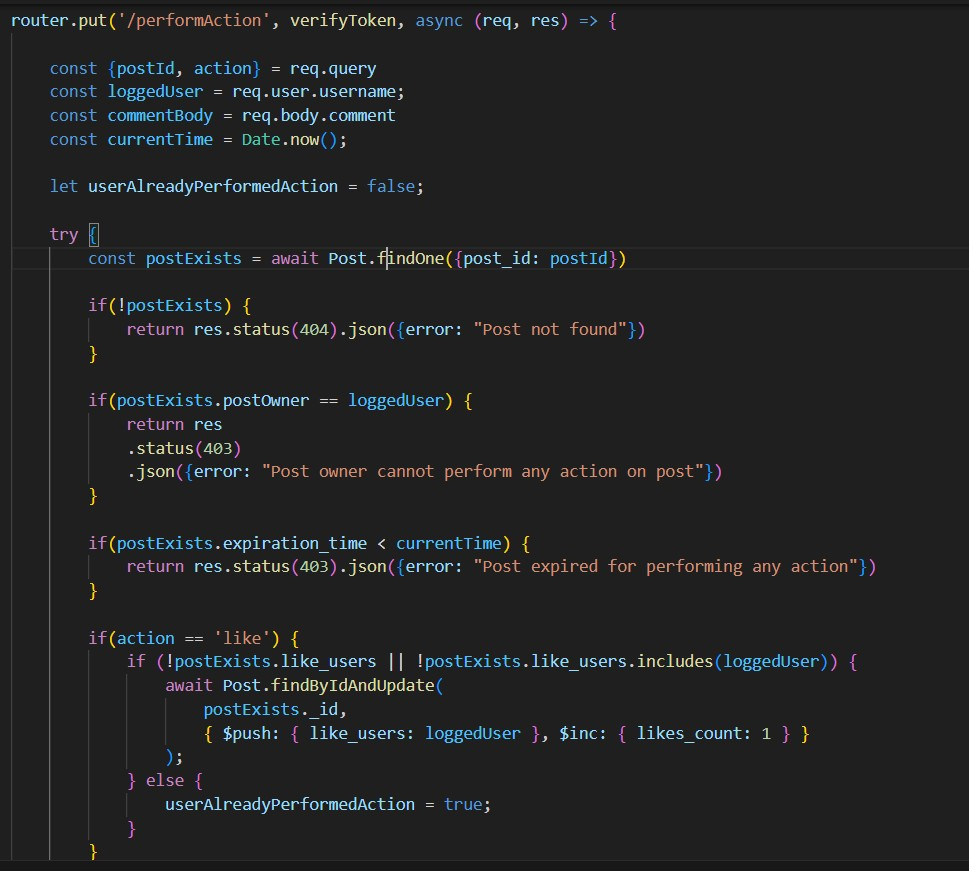 router.put('/performAction', verifyToken, async (req, res) => {
const {postId, action} = req.query
const loggedUser = req.user.username;
const commentBody = req.body.comment
const currentTime = Date.now();
let userAlreadyPerformedAction = false;
try {
const postExists = await Post.findOne({post_id: postId})
if(!postExists) {
return res.status(404).json({error: "Post not found"})
}
if(postExists.postOwner == loggedUser) {
return res
.status(403)
.json({error: "Post owner cannot perform any action on post"})
}
if(postExists.expiration_time < currentTime) {
return res.status(403).json({error: "Post expired for performing any action"})
}
if(action == 'like') {
if (!postExists.like_users || !postExists.like_users.includes(loggedUser)) {
await Post.findByIdAndUpdate(
postExists._id,
{ $push: { like_users: loggedUser }, $inc: { likes_count: 1 } }
);
} else {
userAlreadyPerformedAction = true;
}
}